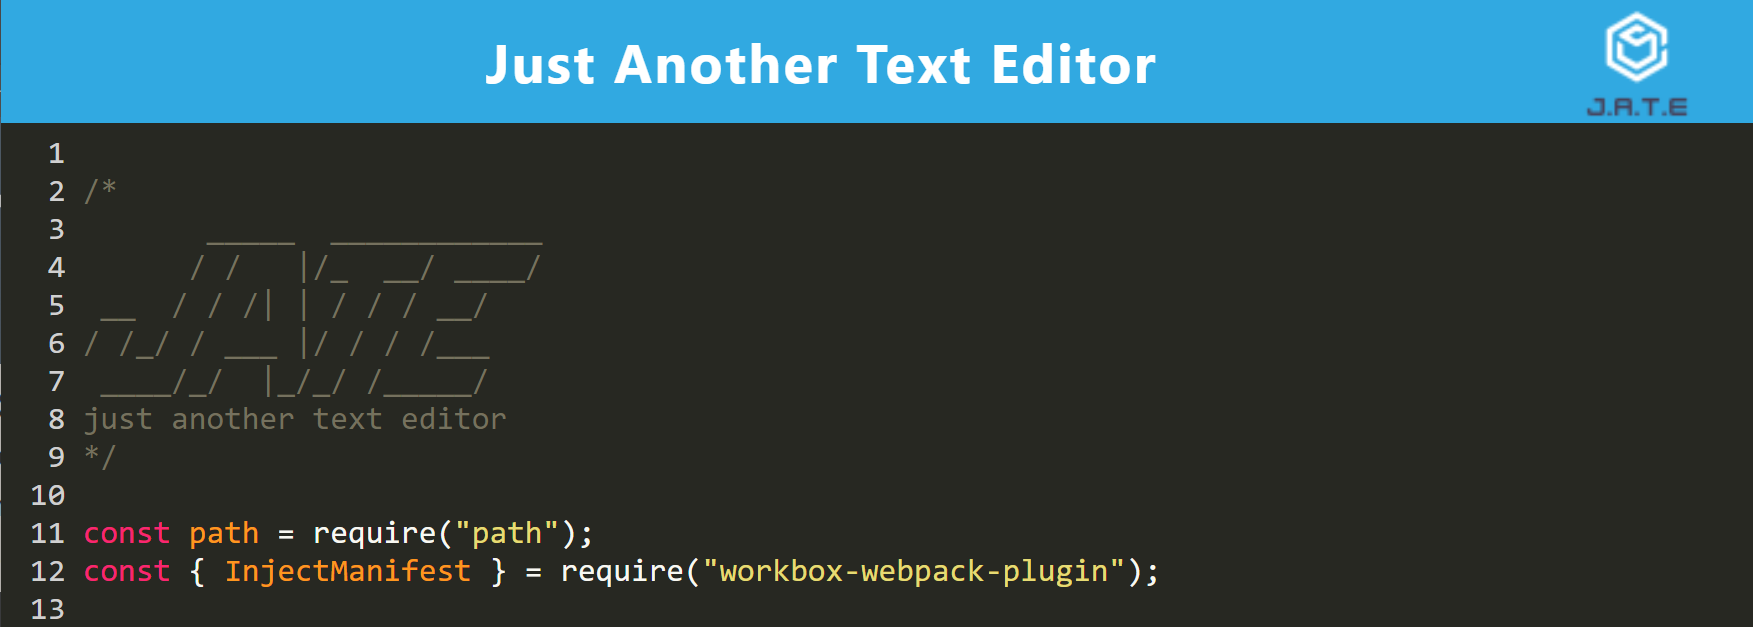 Just Another Text Editor
J.A.T.E
1
2 /*
3        _____  ____________
4       / /    |/_  __/ ____/
5  __  / / /| | / / / __/
6 / /_/ / ___ |/ / / /___
7  ____/_/  |_/_/ /_____/
8 just another text editor
9 */
10
11 const path = require("path");
12 const { InjectManifest } = require("workbox-webpack-plugin");
13